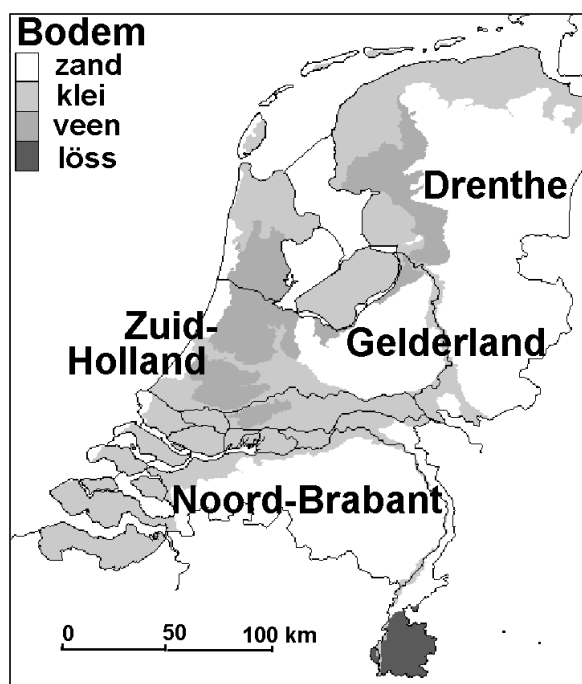 Bodem
zand
klei
veen
löss
Drenthe
Zuid-
Holland
Gelderland
Noord-Brabant
0 50 100 km